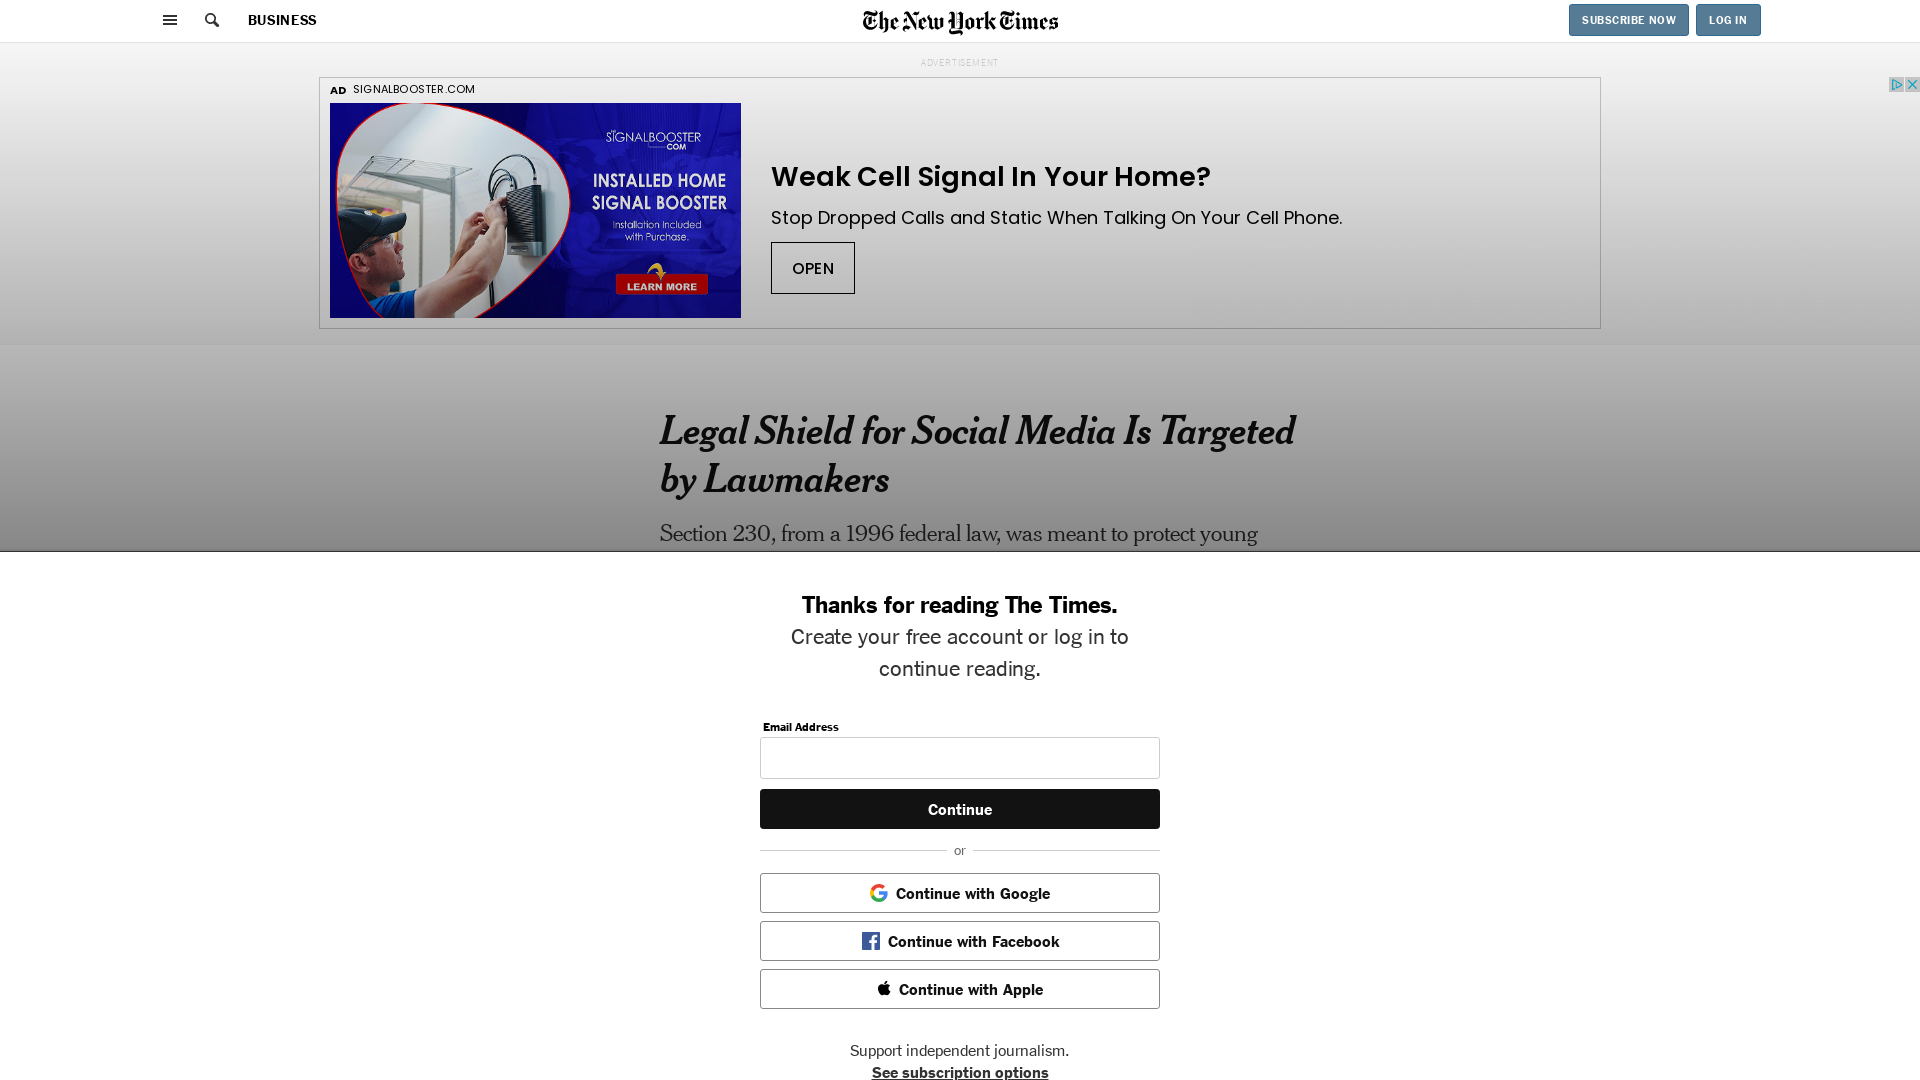 BUSINESS
The New York Times
SUBSCRIBE NOW
LOG IN
ADVERTISEMENT
AD SIGNALBOOSTER.COM
SIGNALBOOSTER
COM
INSTALLED HOME
SIGNAL BOOSTER
Installation Included
with Purchase.
LEARN MORE
Weak Cell Signal In Your Home?
Stop Dropped Calls and Static When Talking On Your Cell Phone.
OPEN
Legal Shield for Social Media Is Targeted
by Lawmakers
Section 230, from a 1996 federal law, was meant to protect young
Thanks for reading The Times.
Create your free account or log in to
continue reading.
Email Address
Continue
or
Continue with Google
Continue with Facebook
Continue with Apple
Support independent journalism.
See subscription options